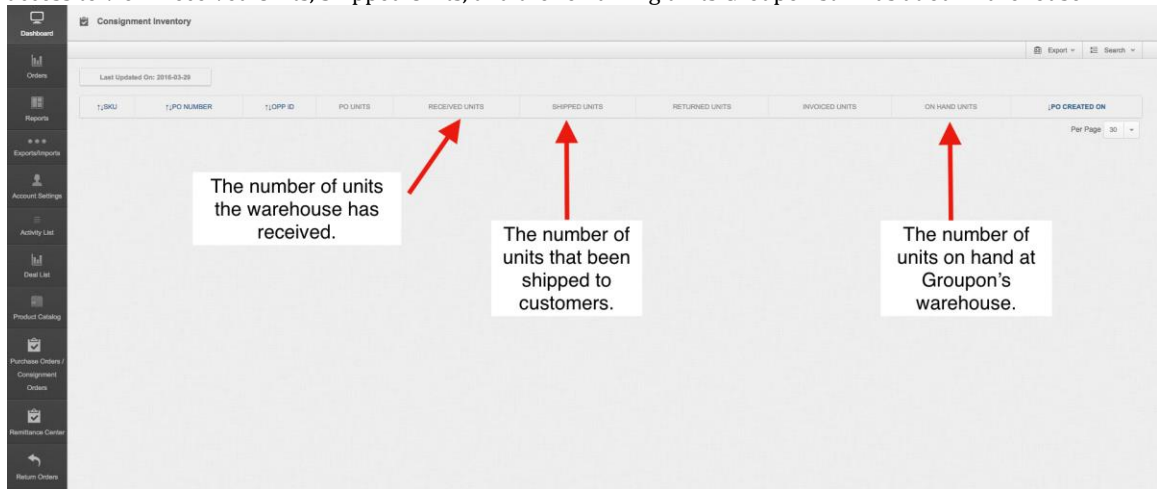 Dashboard
Consignment Inventory
Export
Search
Orders
Last Updated On: 2016-03-29
↑↓SKU ↑↓PO NUMBER ↑↓OPP ID PO UNITS RECEIVED UNITS SHIPPED UNITS RETURNED UNITS INVOICED UNITS ON HAND UNITS ↓PO CREATED ON
Reports
Per Page 30
Exports/Imports
Account Settings
The number of units
the warehouse has
received.
Activity List
The number of
units that been
shipped to
customers.
The number of
units on hand at
Groupon's
warehouse.
Deal List
Product Catalog
Purchase Orders /
Consignment
Orders
Remittance Center
Return Orders